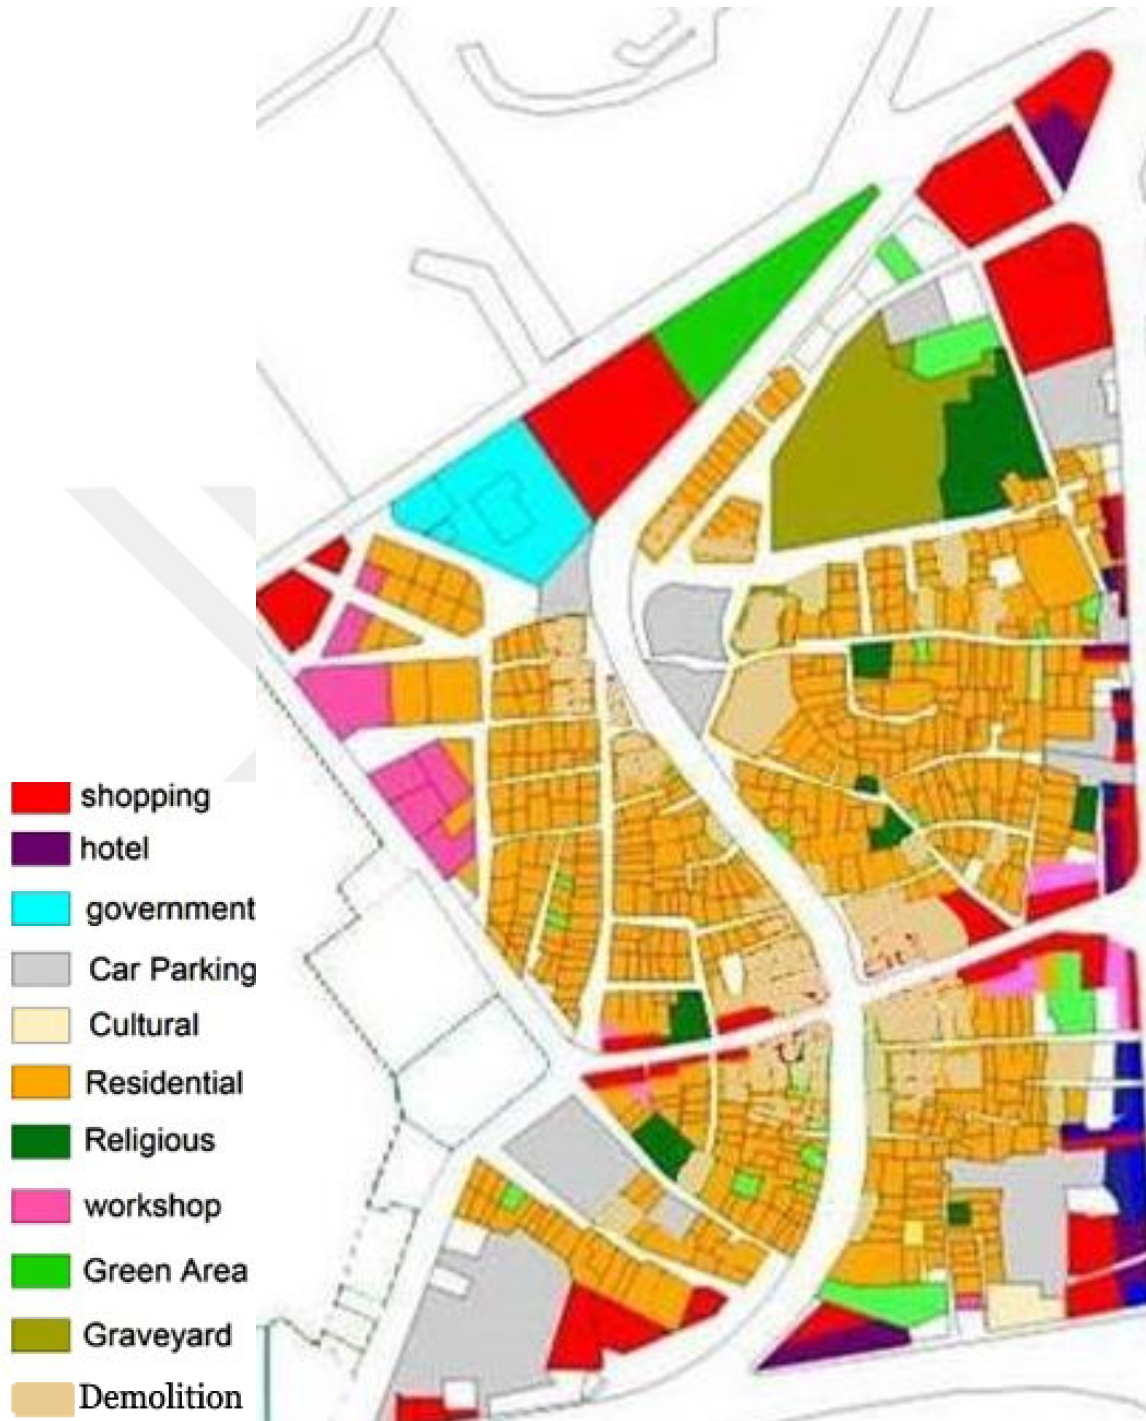 shopping
hotel
government
Car Parking
Cultural
Residential
Religious
workshop
Green Area
Graveyard
Demolition